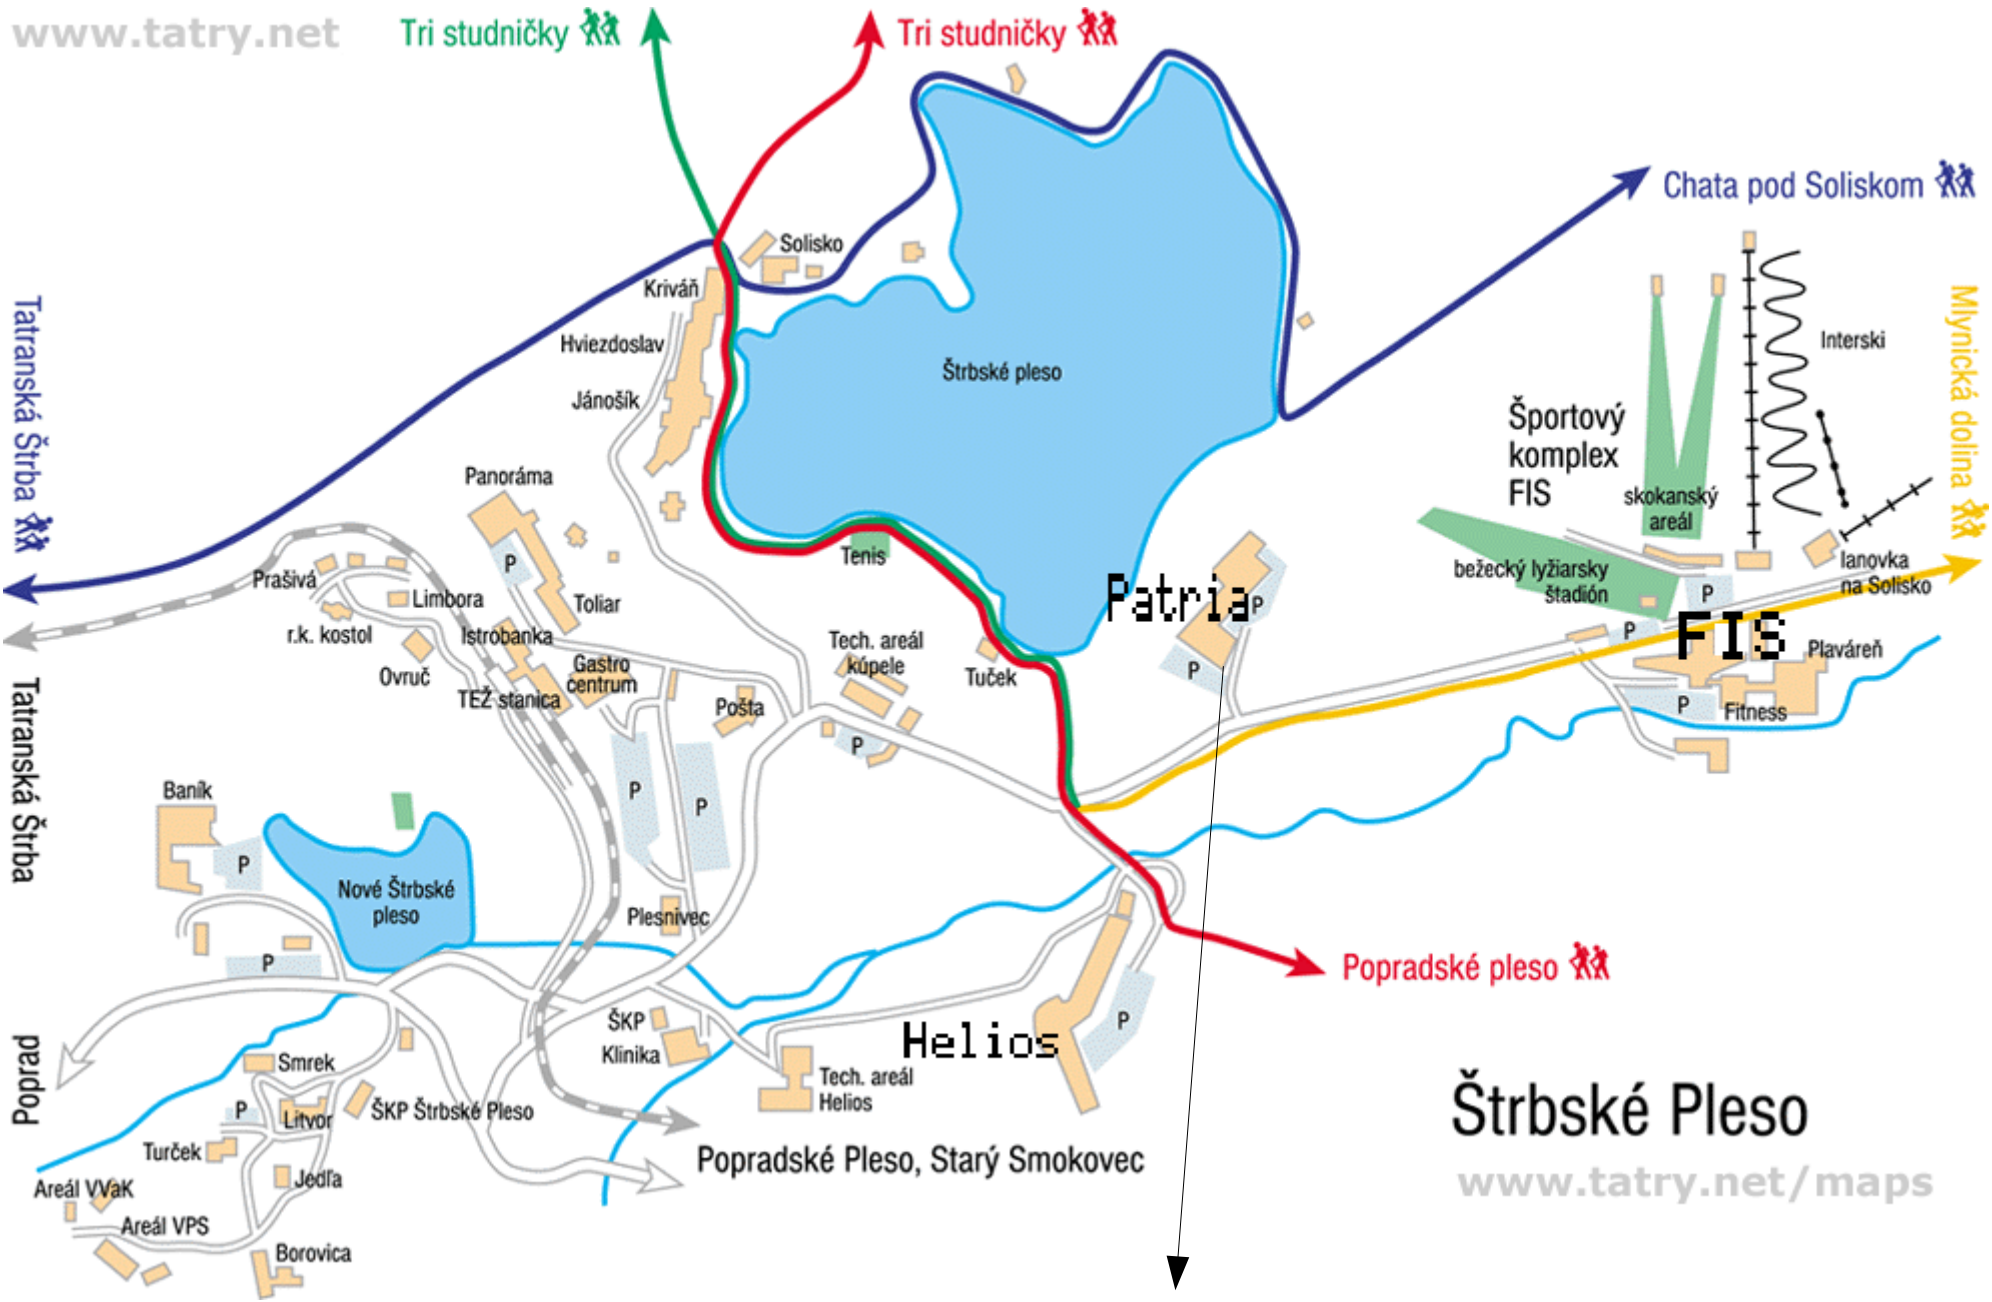 www.tatry.net
Tri studničky
Tri studničky
Chata pod Soliskom
Solisko
Kriváň
Hviezdoslav
Jánošík
Štrbské pleso
Interski
Mlynická dolina
Tatranská Štrba
Športový
komplex
FIS
skokanský
areál
Panoráma
P
Tenis
Prašivá
Limbora
Toliar
Patria
P
bežecký lyžiarsky
štadión
lanovka
na Solisko
P
r.k. kostol
Istrobanka
Ovruč
Gastro
centrum
TEŽ stanica
Tech. areál
kúpele
Tuček
P
P
FIS
Plaváreň
Pošta
P
P
Fitness
Tatranská Štrba
Baník
P
P
P
Nové Štrbské
pleso
Plesnivec
P
Popradské pleso
Poprad
ŠKP
Klinika
Helios
P
Smrek
Tech. areál
Helios
P
Litvor
ŠKP Štrbské Pleso
Štrbské Pleso
Turček
Jedľa
Popradské Pleso, Starý Smokovec
www.tatry.net/maps
Areál VVaK
Areál VPS
Borovica